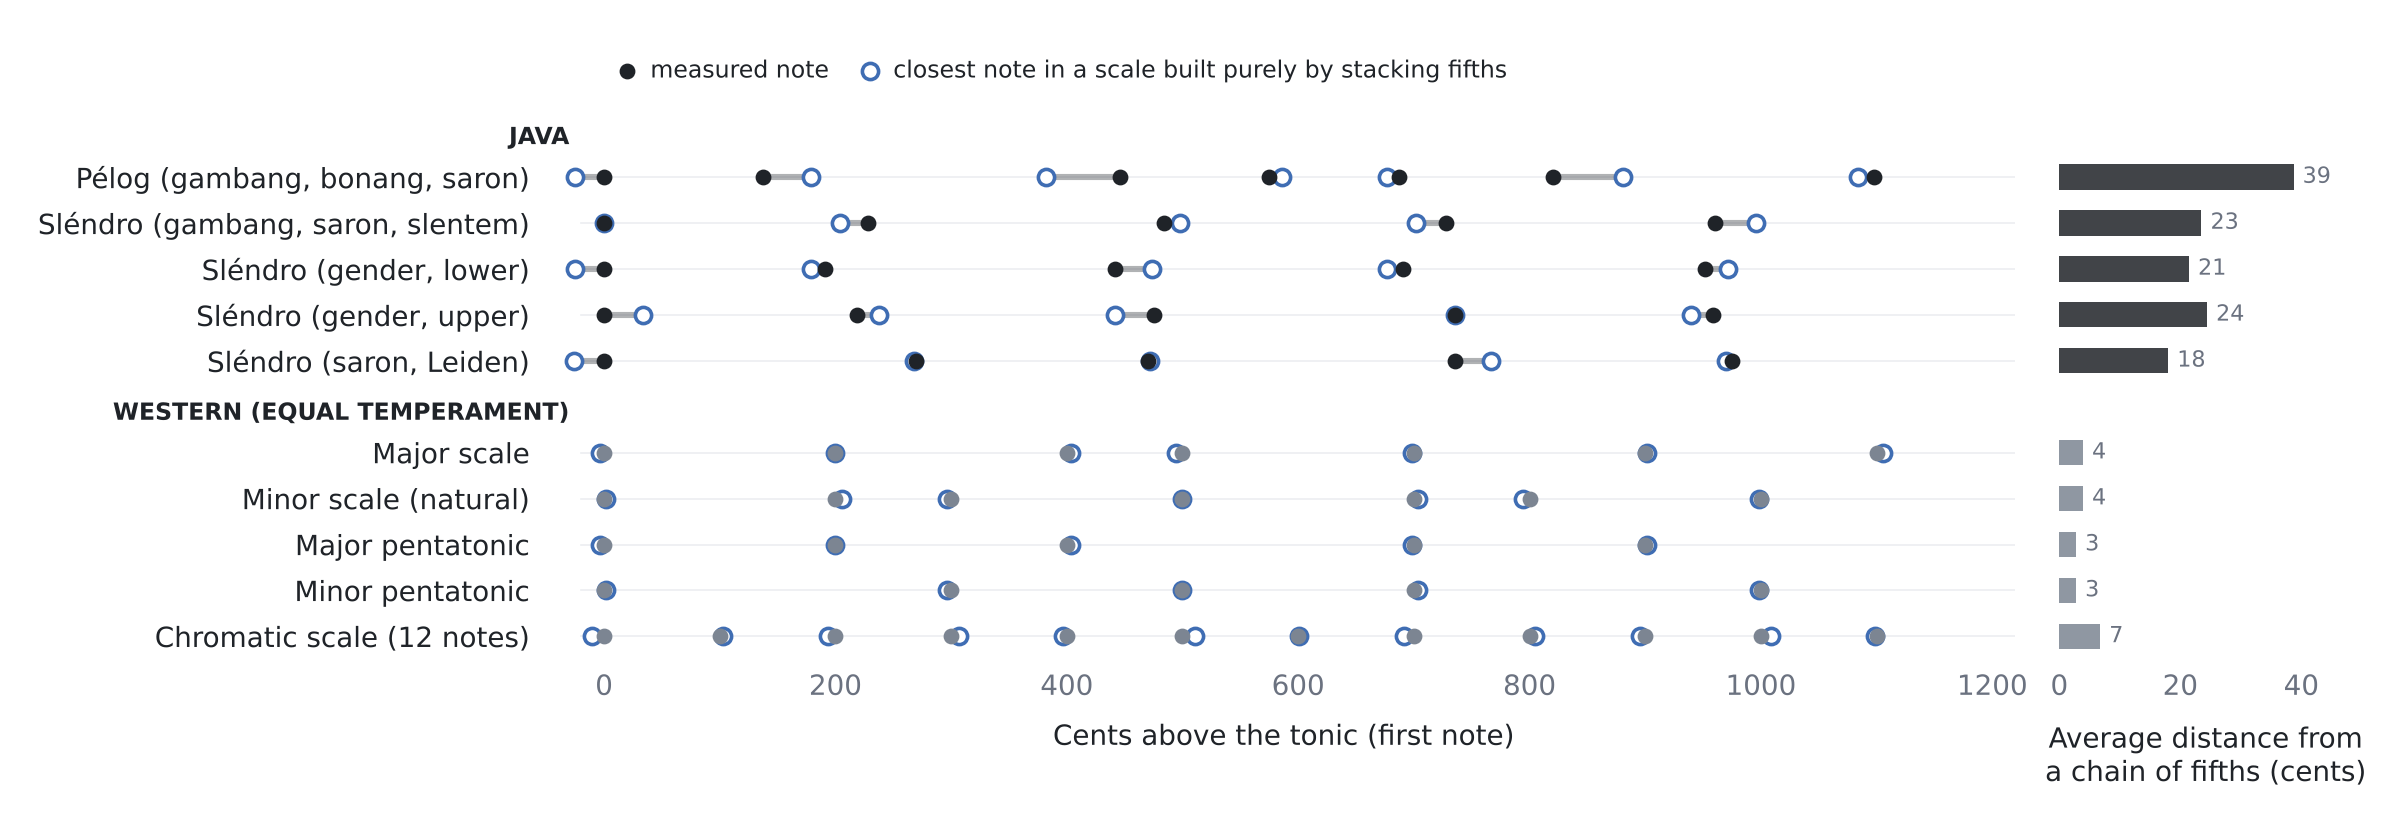 measured note
closest note in a scale built purely by stacking fifths
JAVA
Pélog (gambang, bonang, saron)
39
Sléndro (gambang, saron, slentem)
23
Sléndro (gender, lower)
21
Sléndro (gender, upper)
24
Sléndro (saron, Leiden)
18
WESTERN (EQUAL TEMPERAMENT)
Major scale
4
Minor scale (natural)
4
Major pentatonic
3
Minor pentatonic
3
Chromatic scale (12 notes)
7
0 200 400 600 800 1000 1200
0 20 40
Cents above the tonic (first note)
Average distance from
a chain of fifths (cents)